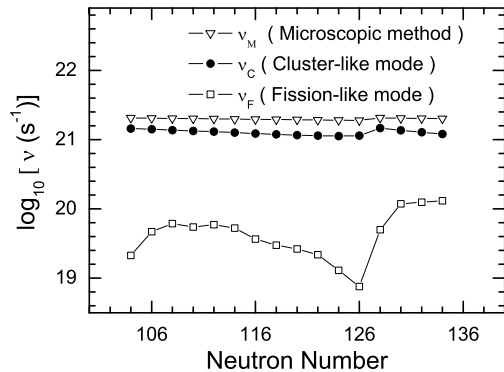 ν_M ( Microscopic method )
ν_C ( Cluster-like mode )
ν_F ( Fission-like mode )
log₁₀ [ ν (s⁻¹)]
22
21
20
19
106 116 126 136
Neutron Number